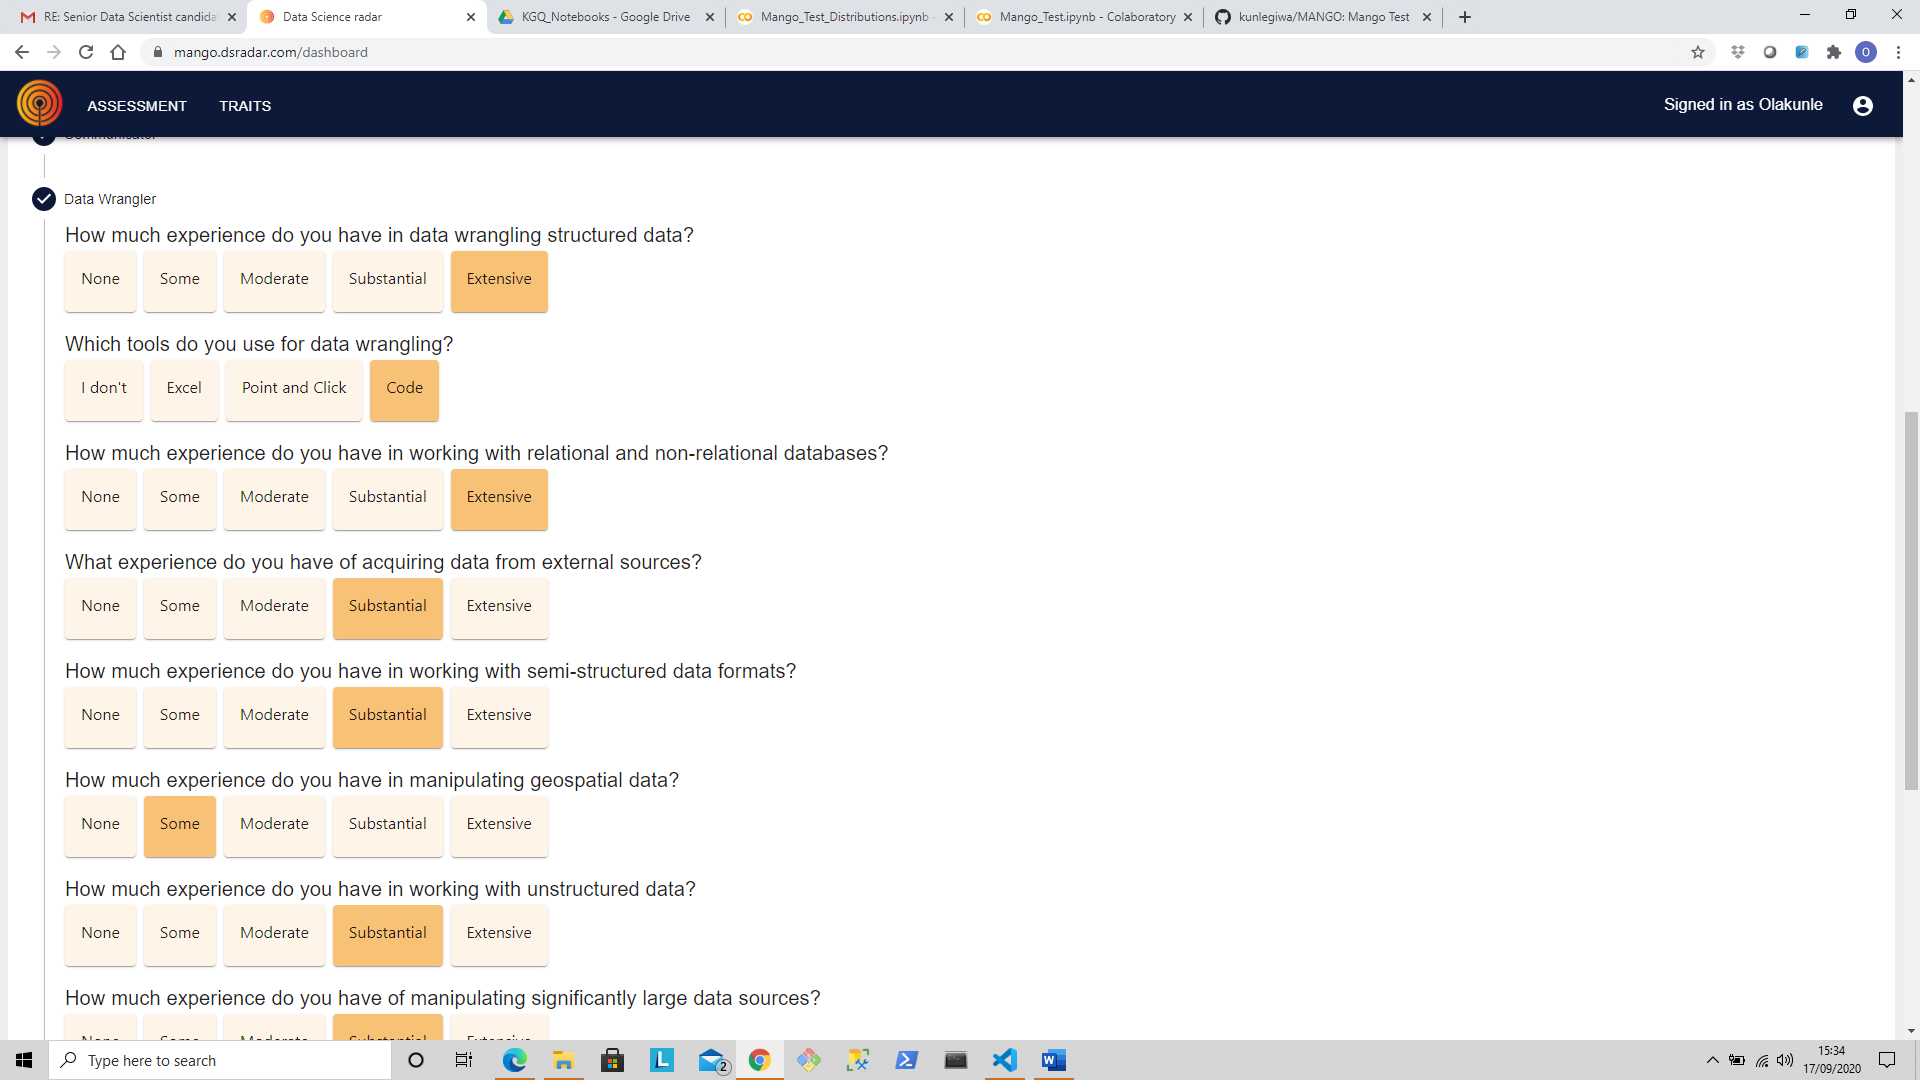 RE: Senior Data Scientist candida
Data Science radar
KGQ_Notebooks - Google Drive
Mango_Test_Distributions.ipynb -
Mango_Test.ipynb - Colaboratory
kunlegiwa/MANGO: Mango Test
mango.dsradar.com/dashboard
O
ASSESSMENT
TRAITS
Signed in as Olakunle
Communicator
Data Wrangler
How much experience do you have in data wrangling structured data?
None Some Moderate Substantial Extensive
Which tools do you use for data wrangling?
I don't Excel Point and Click Code
How much experience do you have in working with relational and non-relational databases?
None Some Moderate Substantial Extensive
What experience do you have of acquiring data from external sources?
None Some Moderate Substantial Extensive
How much experience do you have in working with semi-structured data formats?
None Some Moderate Substantial Extensive
How much experience do you have in manipulating geospatial data?
None Some Moderate Substantial Extensive
How much experience do you have in working with unstructured data?
None Some Moderate Substantial Extensive
How much experience do you have of manipulating significantly large data sources?
None Some Moderate Substantial Extensive
Type here to search
L
2
15:34
17/09/2020